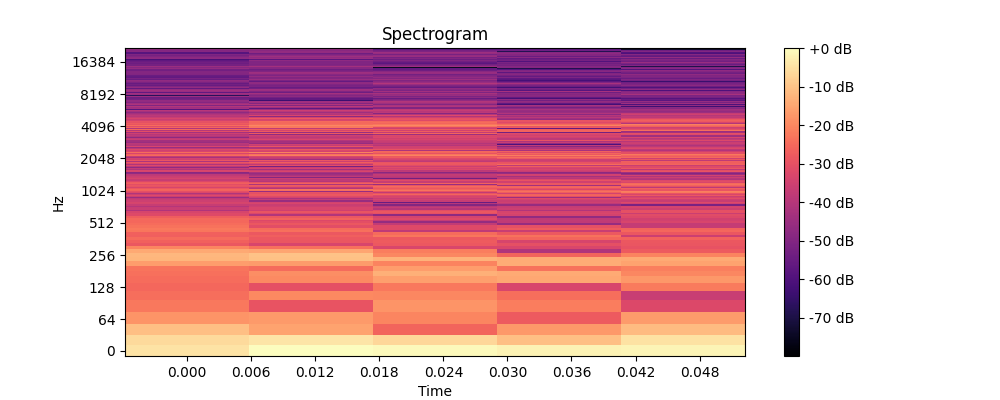 Spectrogram
Hz
16384
8192
4096
2048
1024
512
256
128
64
0
0.000 0.006 0.012 0.018 0.024 0.030 0.036 0.042 0.048
Time
+0 dB
-10 dB
-20 dB
-30 dB
-40 dB
-50 dB
-60 dB
-70 dB